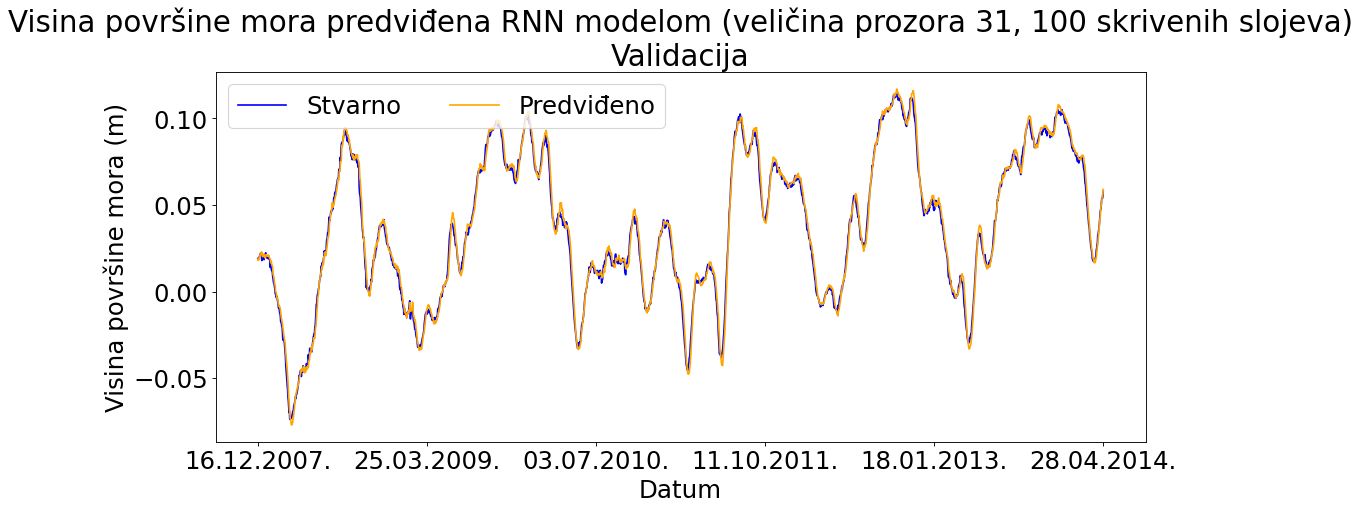 Visina površine mora predviđena RNN modelom (veličina prozora 31, 100 skrivenih slojeva)
Validacija
Stvarno Predviđeno
Visina površine mora (m)
0.10
0.05
0.00
−0.05
16.12.2007. 25.03.2009. 03.07.2010. 11.10.2011. 18.01.2013. 28.04.2014.
Datum